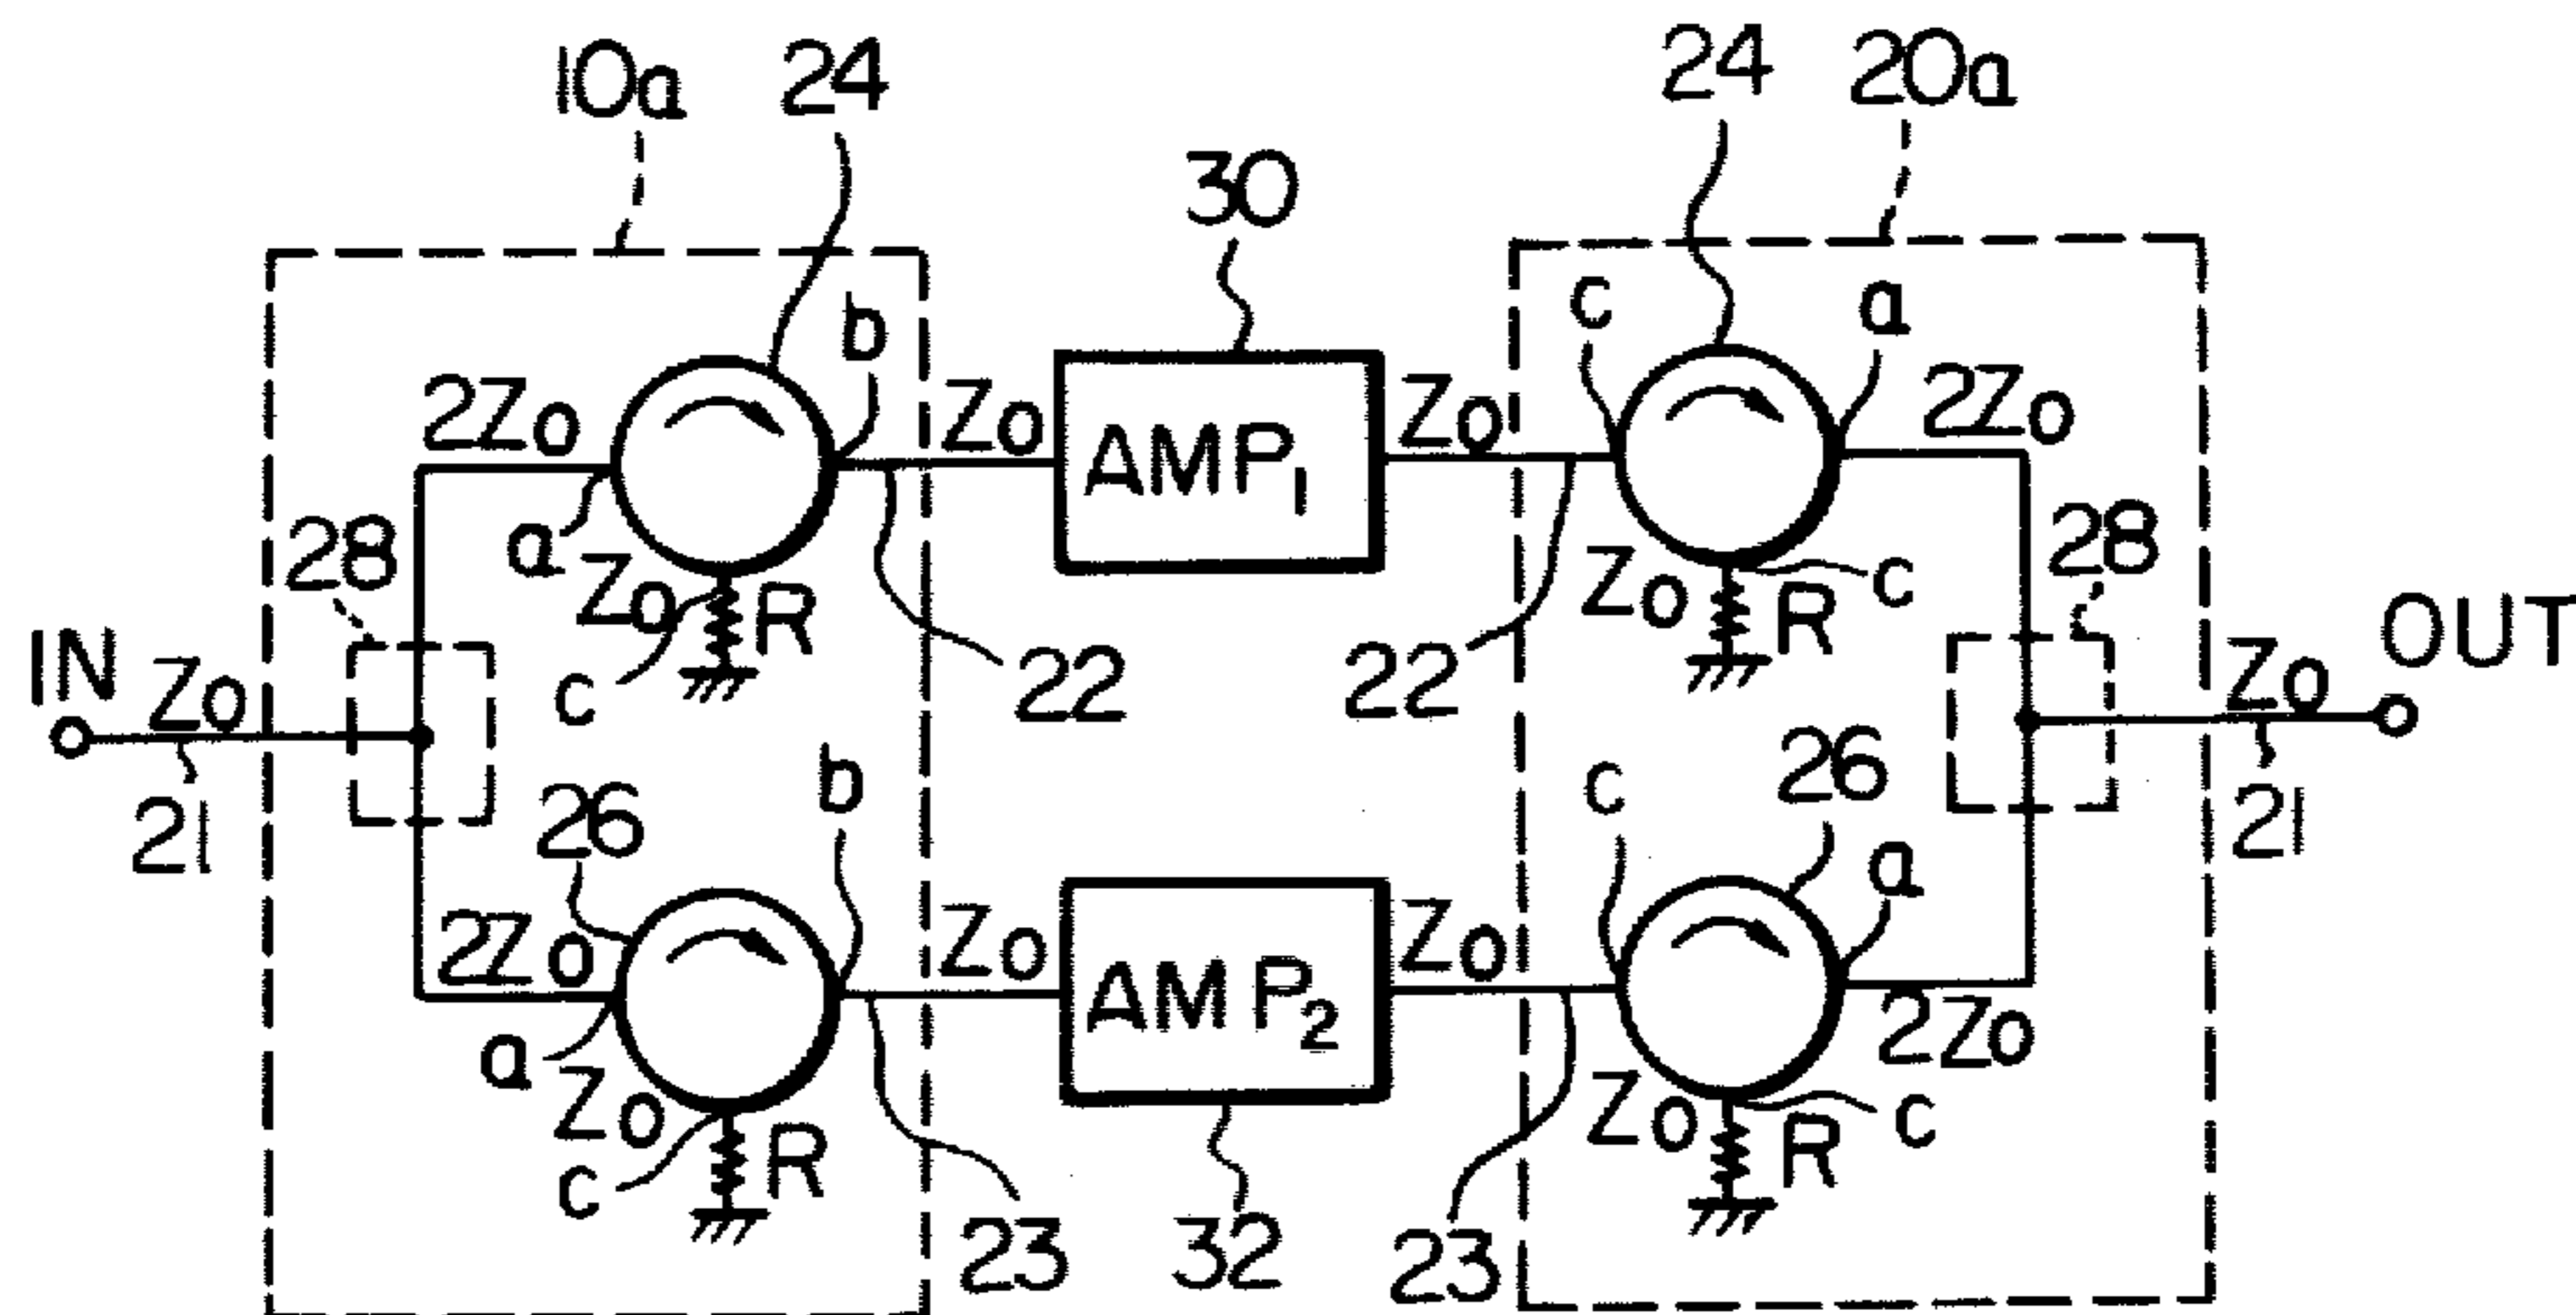 10a 24 24 20a
30
b c a
2Zo Zo AMP1 Zo 2Zo
28 a Zo R c Zo R c 28
IN Zo 22 22 Zo OUT
21 26 b c 26 21
2Zo Zo AMP2 Zo a
a Zo R Zo R c 2Zo
c 23 32 23